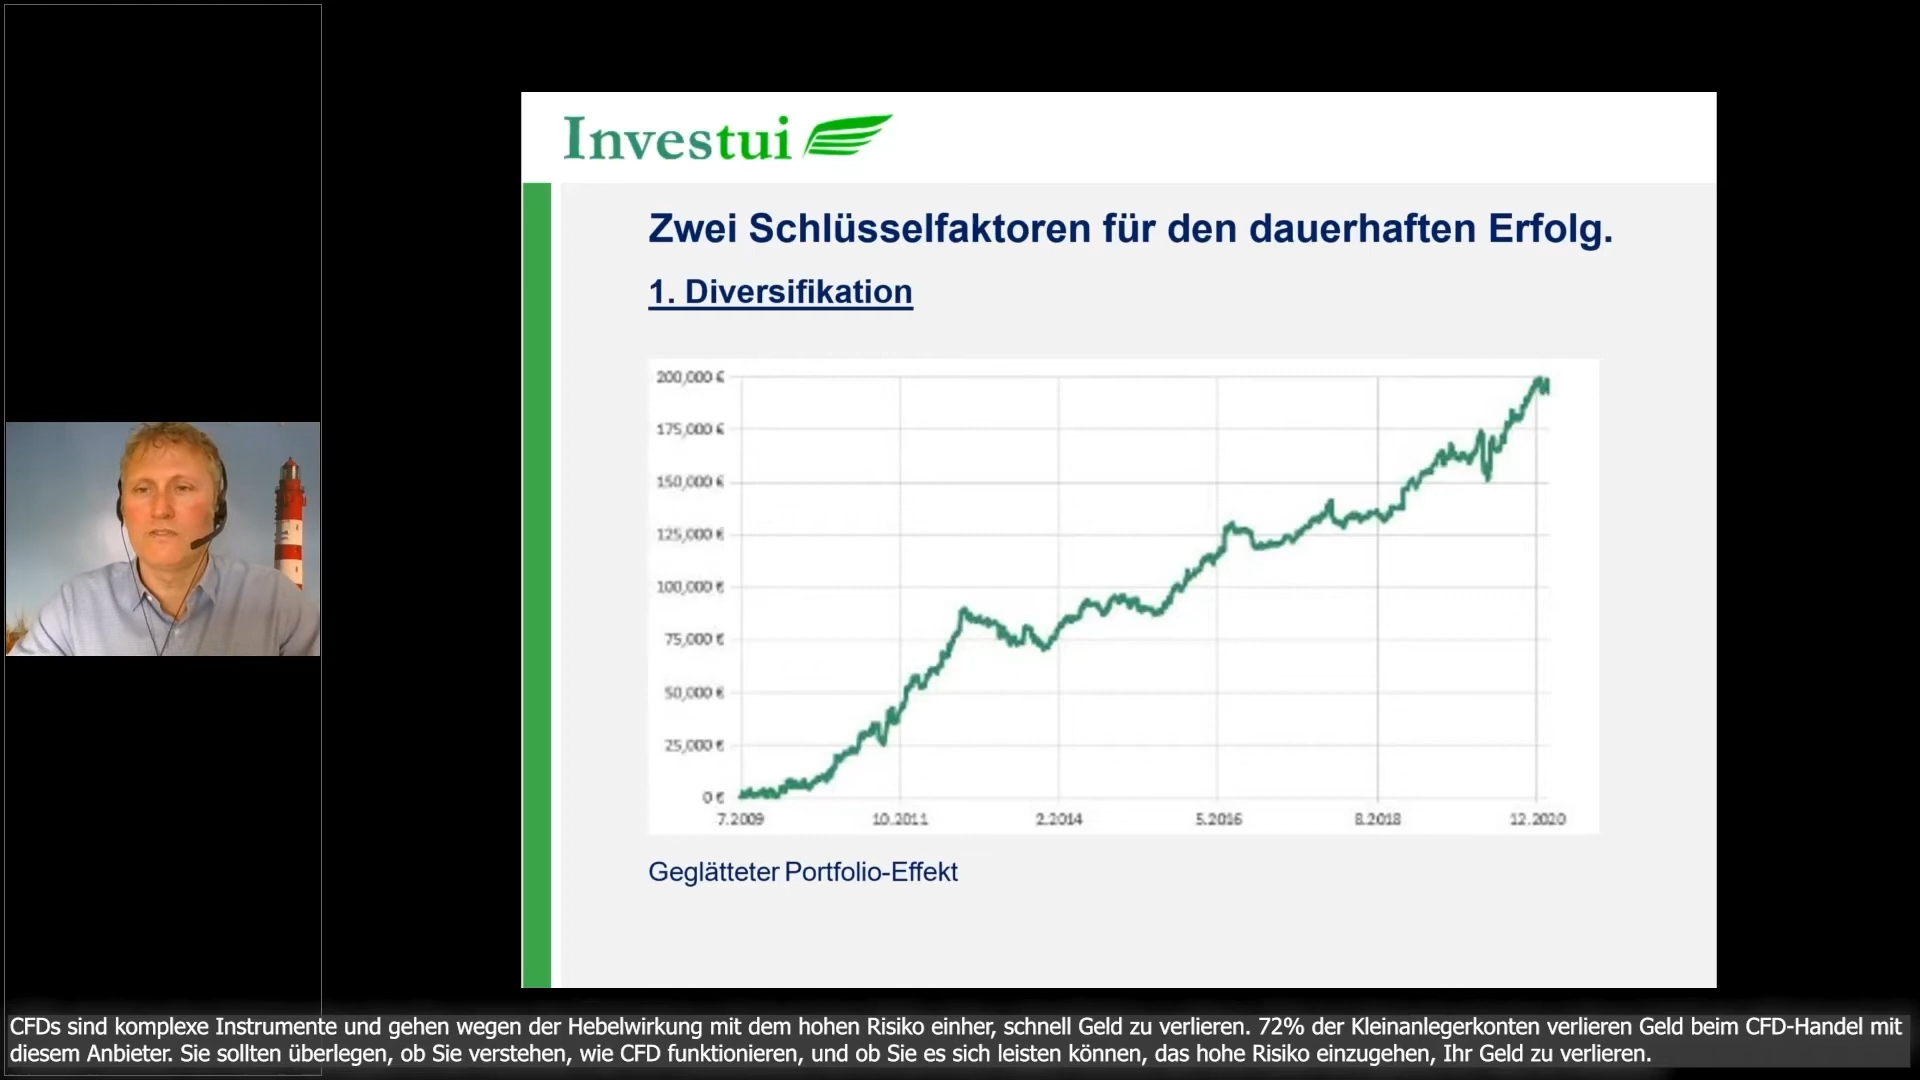 Investui
Zwei Schlüsselfaktoren für den dauerhaften Erfolg.
1. Diversifikation
200,000 €
175,000 €
150,000 €
125,000 €
100,000 €
75,000 €
50,000 €
25,000 €
0 €
7.2009 10.2011 2.2014 5.2016 8.2018 12.2020
Geglätteter Portfolio-Effekt
CFDs sind komplexe Instrumente und gehen wegen der Hebelwirkung mit dem hohen Risiko einher, schnell Geld zu verlieren. 72% der Kleinanlegerkonten verlieren Geld beim CFD-Handel mit
diesem Anbieter. Sie sollten überlegen, ob Sie verstehen, wie CFD funktionieren, und ob Sie es sich leisten können, das hohe Risiko einzugehen, Ihr Geld zu verlieren.